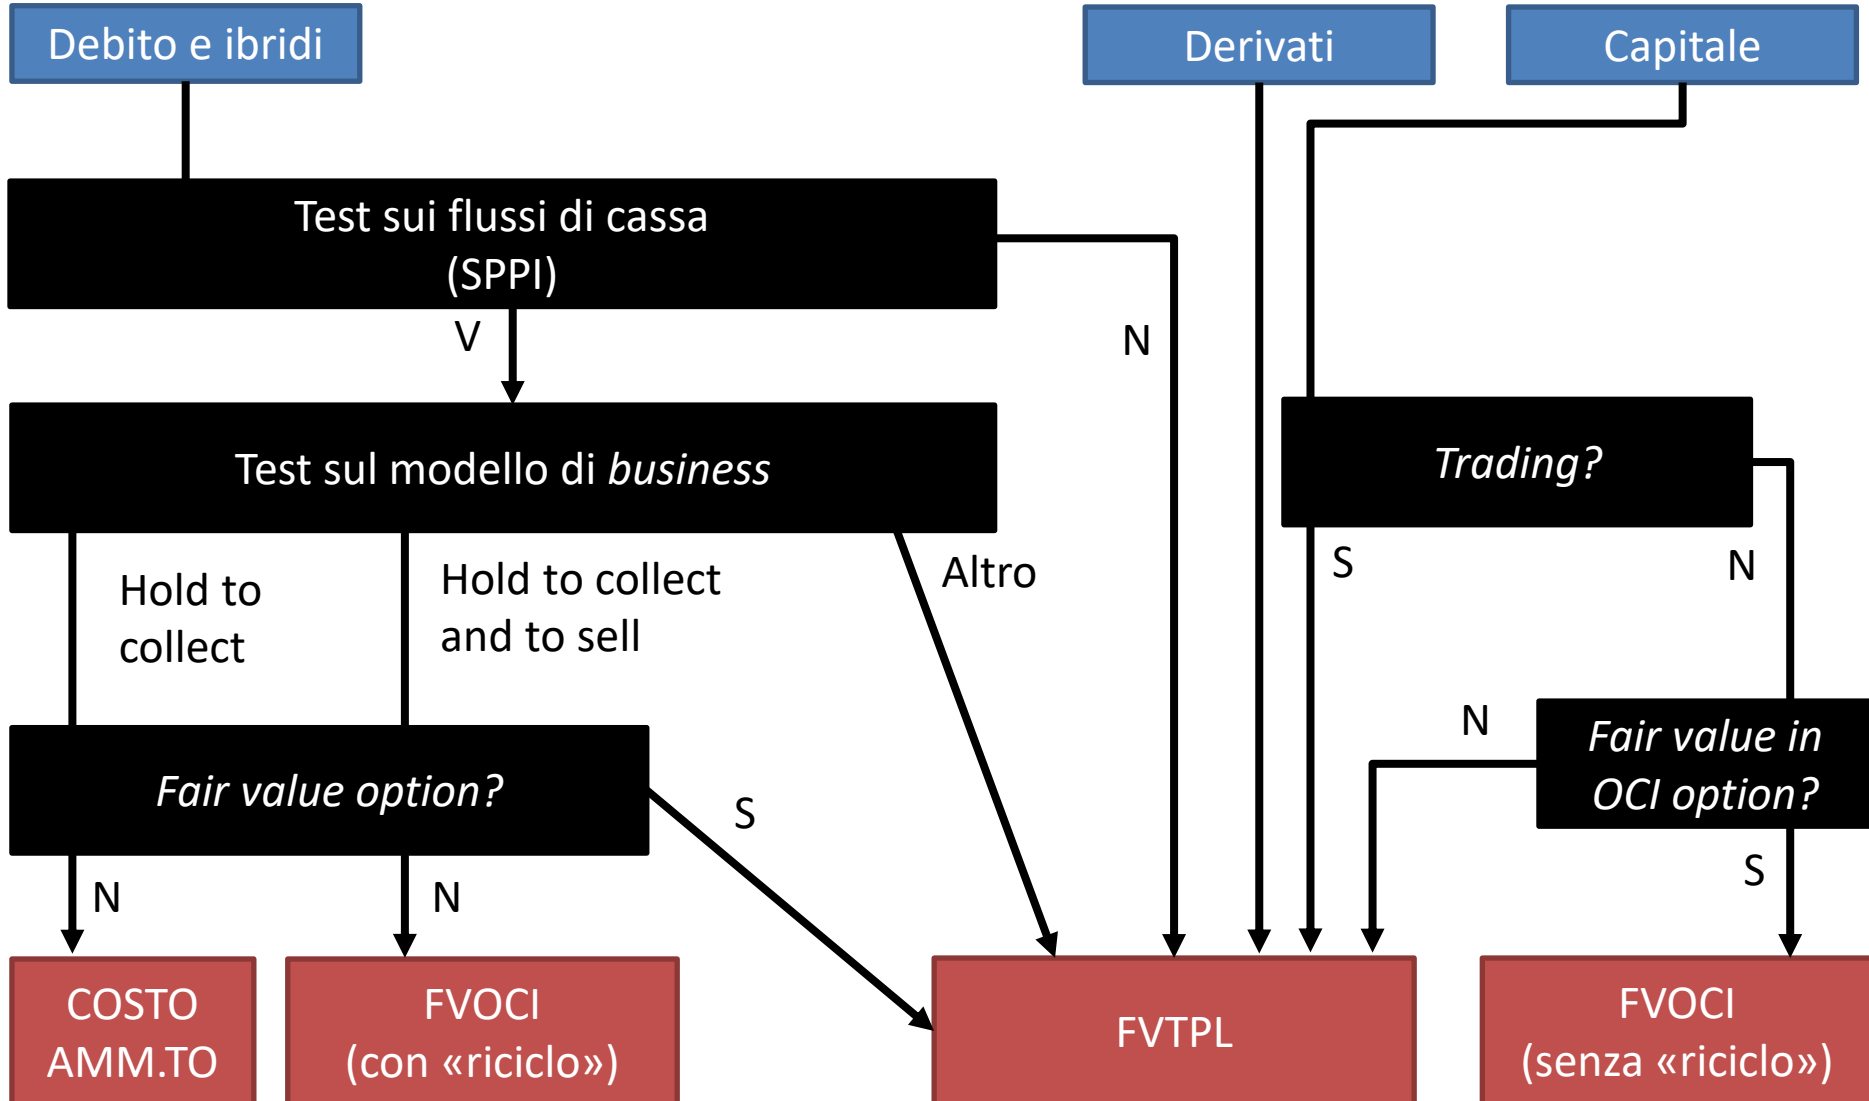 Debito e ibridi
Derivati
Capitale
Test sui flussi di cassa
(SPPI)
V
N
Test sul modello di business
Trading?
Hold to
collect
Hold to collect
and to sell
Altro
S
N
Fair value option?
S
N
Fair value in
OCI option?
N
N
S
COSTO
AMM.TO
FVOCI
(con «riciclo»)
FVTPL
FVOCI
(senza «riciclo»)